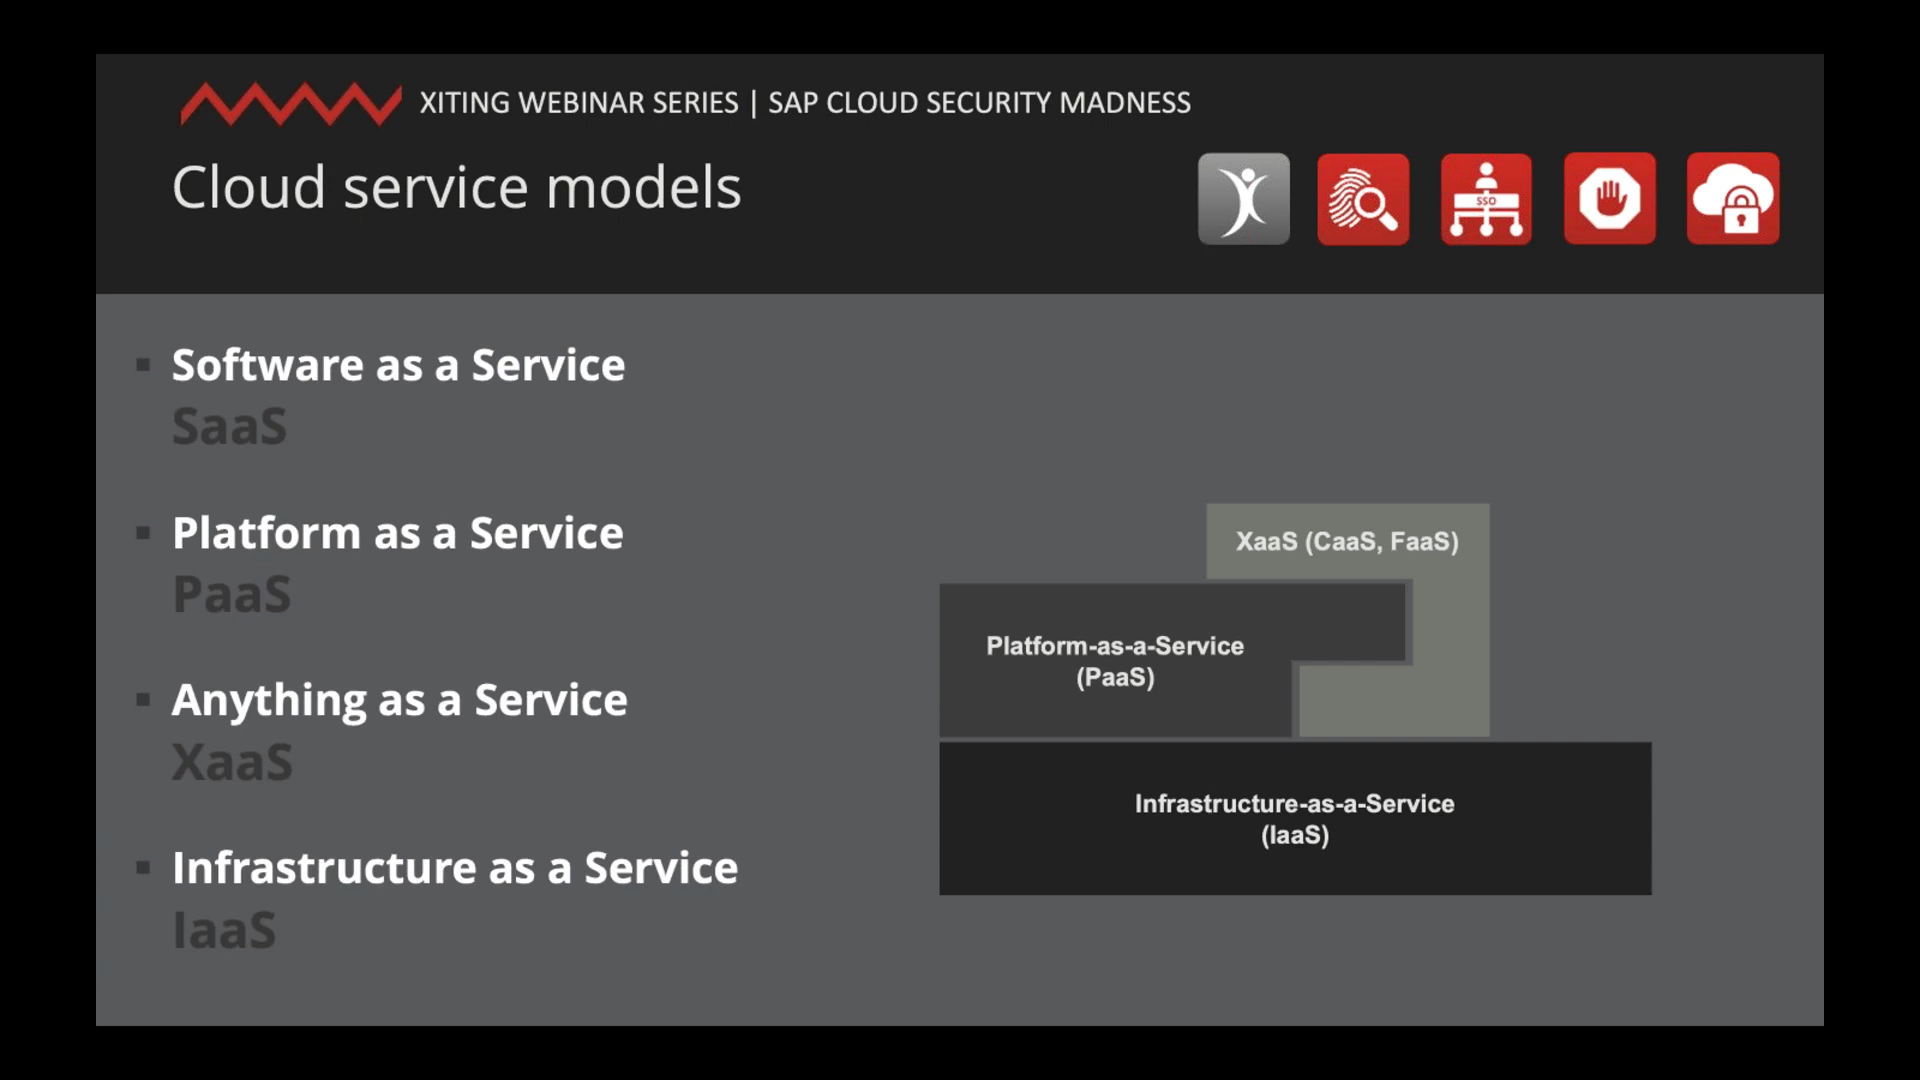 XITING WEBINAR SERIES | SAP CLOUD SECURITY MADNESS
Cloud service models
SSO
Software as a Service
SaaS
Platform as a Service
PaaS
Anything as a Service
XaaS
Infrastructure as a Service
IaaS
XaaS (CaaS, FaaS)
Platform-as-a-Service
(PaaS)
Infrastructure-as-a-Service
(IaaS)